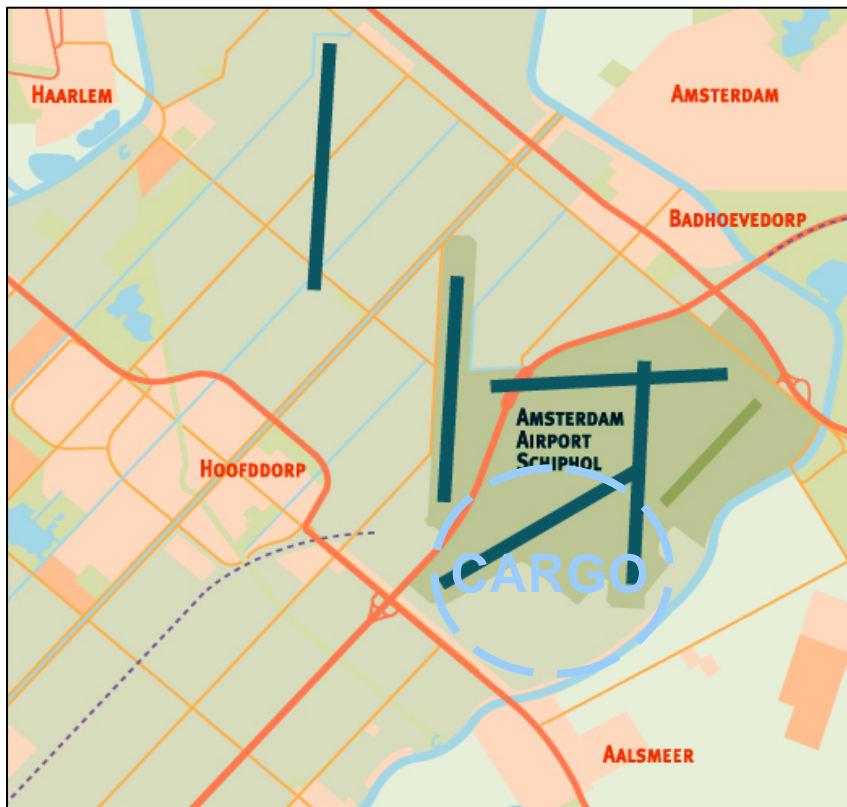 HAARLEM
AMSTERDAM
BADHOEVEDORP
AMSTERDAM
AIRPORT
SCHIPHOL
HOOFDDORP
CARGO
AALSMEER